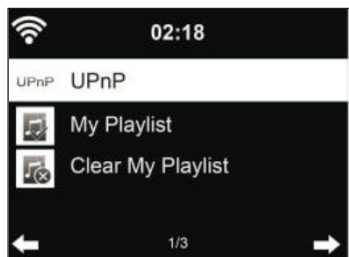 02:18
UPnP UPnP
My Playlist
Clear My Playlist
1/3